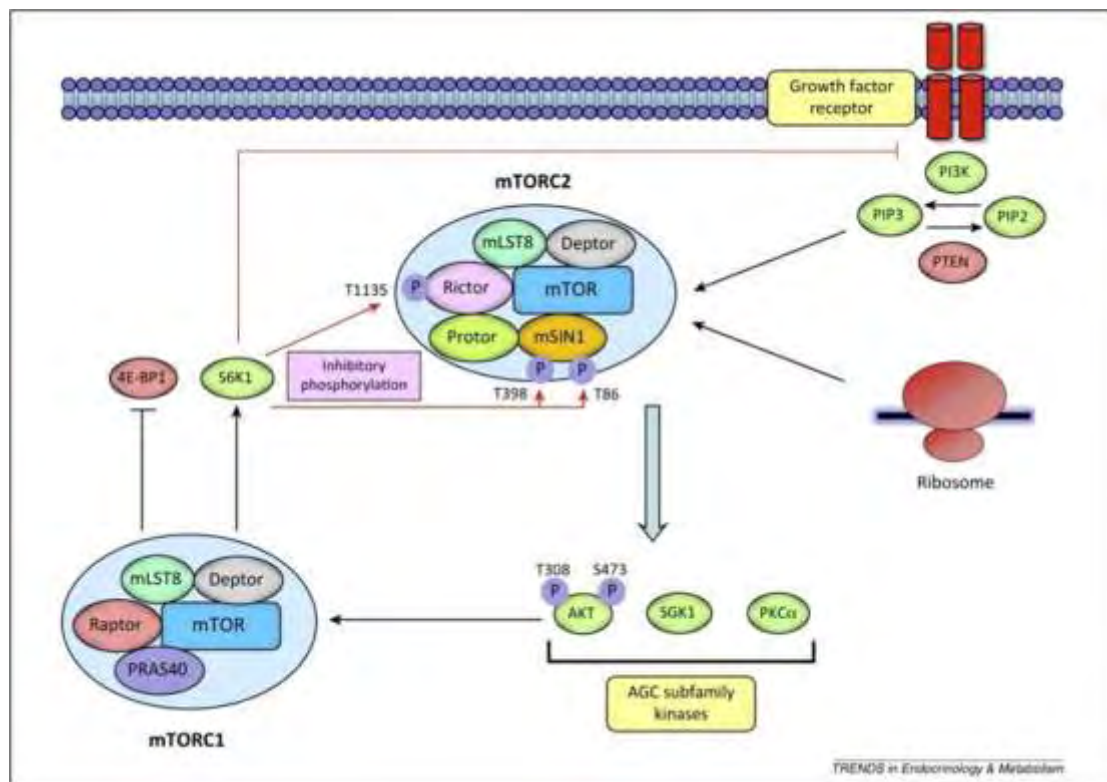 Growth factor
receptor
PI3K
mTORC2
PIP3
PIP2
mLST8
Deptor
PTEN
T1135
P
Rictor
mTOR
Protor
mSIN1
4E-BP1
S6K1
Inhibitory
phosphorylation
P
P
T398
T86
Ribosome
mLST8
Deptor
T308
S473
P
P
AKT
SGK1
PKCα
Raptor
mTOR
PRAS40
AGC subfamily
kinases
mTORC1
TRENDS in Endocrinology & Metabolism